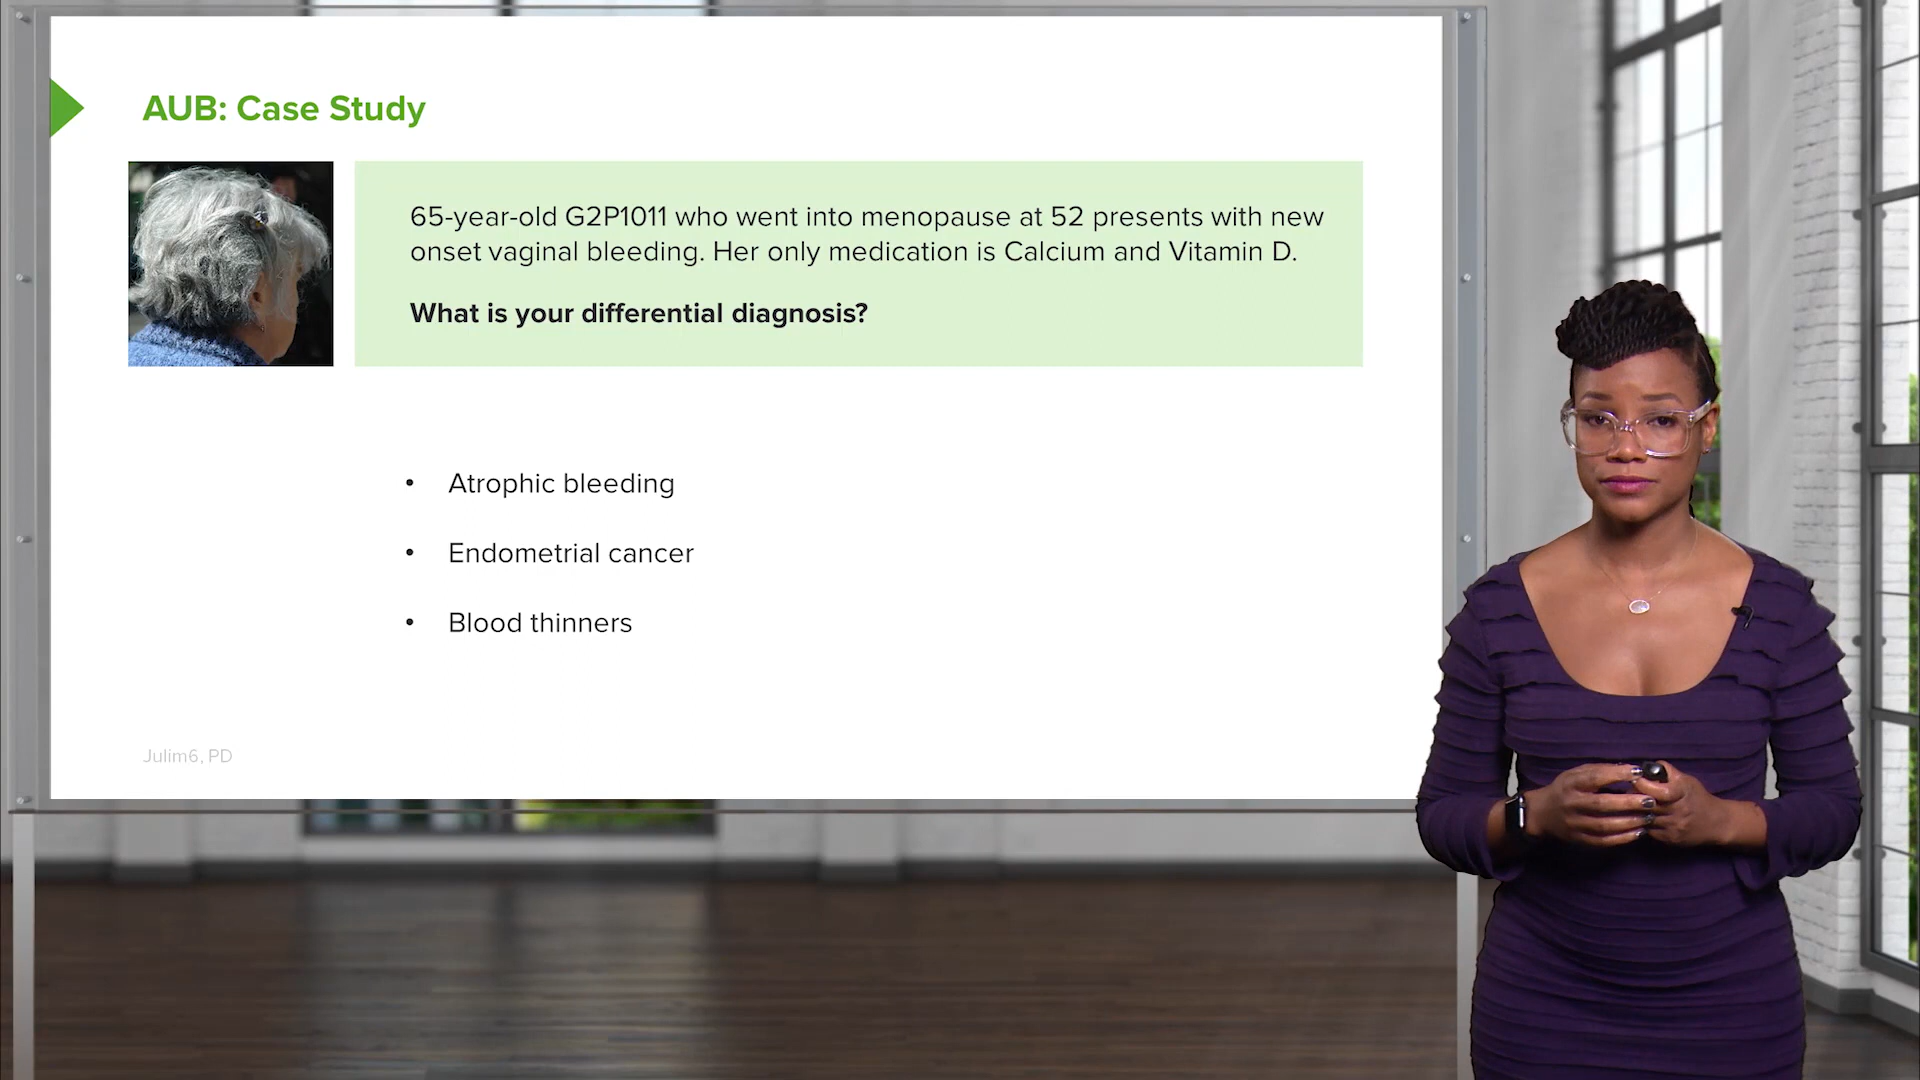 AUB: Case Study
65-year-old G2P1011 who went into menopause at 52 presents with new
onset vaginal bleeding. Her only medication is Calcium and Vitamin D.
What is your differential diagnosis?
• Atrophic bleeding
• Endometrial cancer
• Blood thinners
Julim6, PD